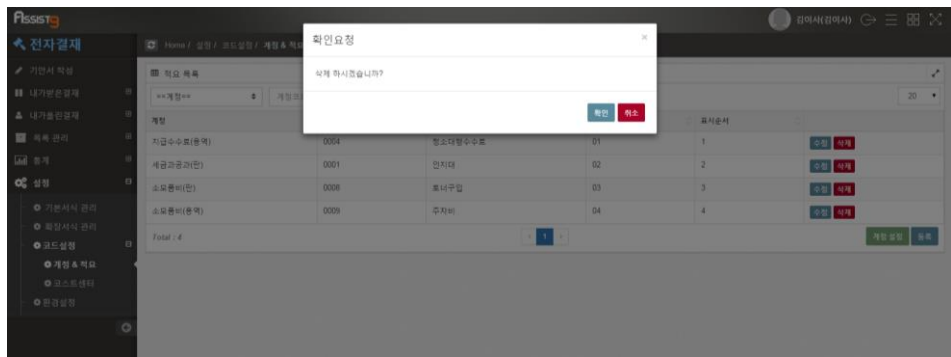 Assist9
김이사(김이사)
전자결재
Home / 설정 / 코드설정 / 계정 & 적요
기안서 작성
내가받은결재
내가올린결재
목록 관리
통계
설정
기본서식 관리
확장서식 관리
코드설정
계정 & 적요
코스트센터
환경설정
확인요청
×
삭제 하시겠습니까?
확인 취소
적요 목록
==계정==
20
계정 표시순서
지급수수료(용역) 0004 청소대행수수료 01 1 수정 삭제
세금과공과(판) 0001 인지대 02 2 수정 삭제
소모품비(판) 0008 토너구입 03 3 수정 삭제
소모품비(용역) 0009 주자비 04 4 수정 삭제
Total : 4
1
계정 설정 등록